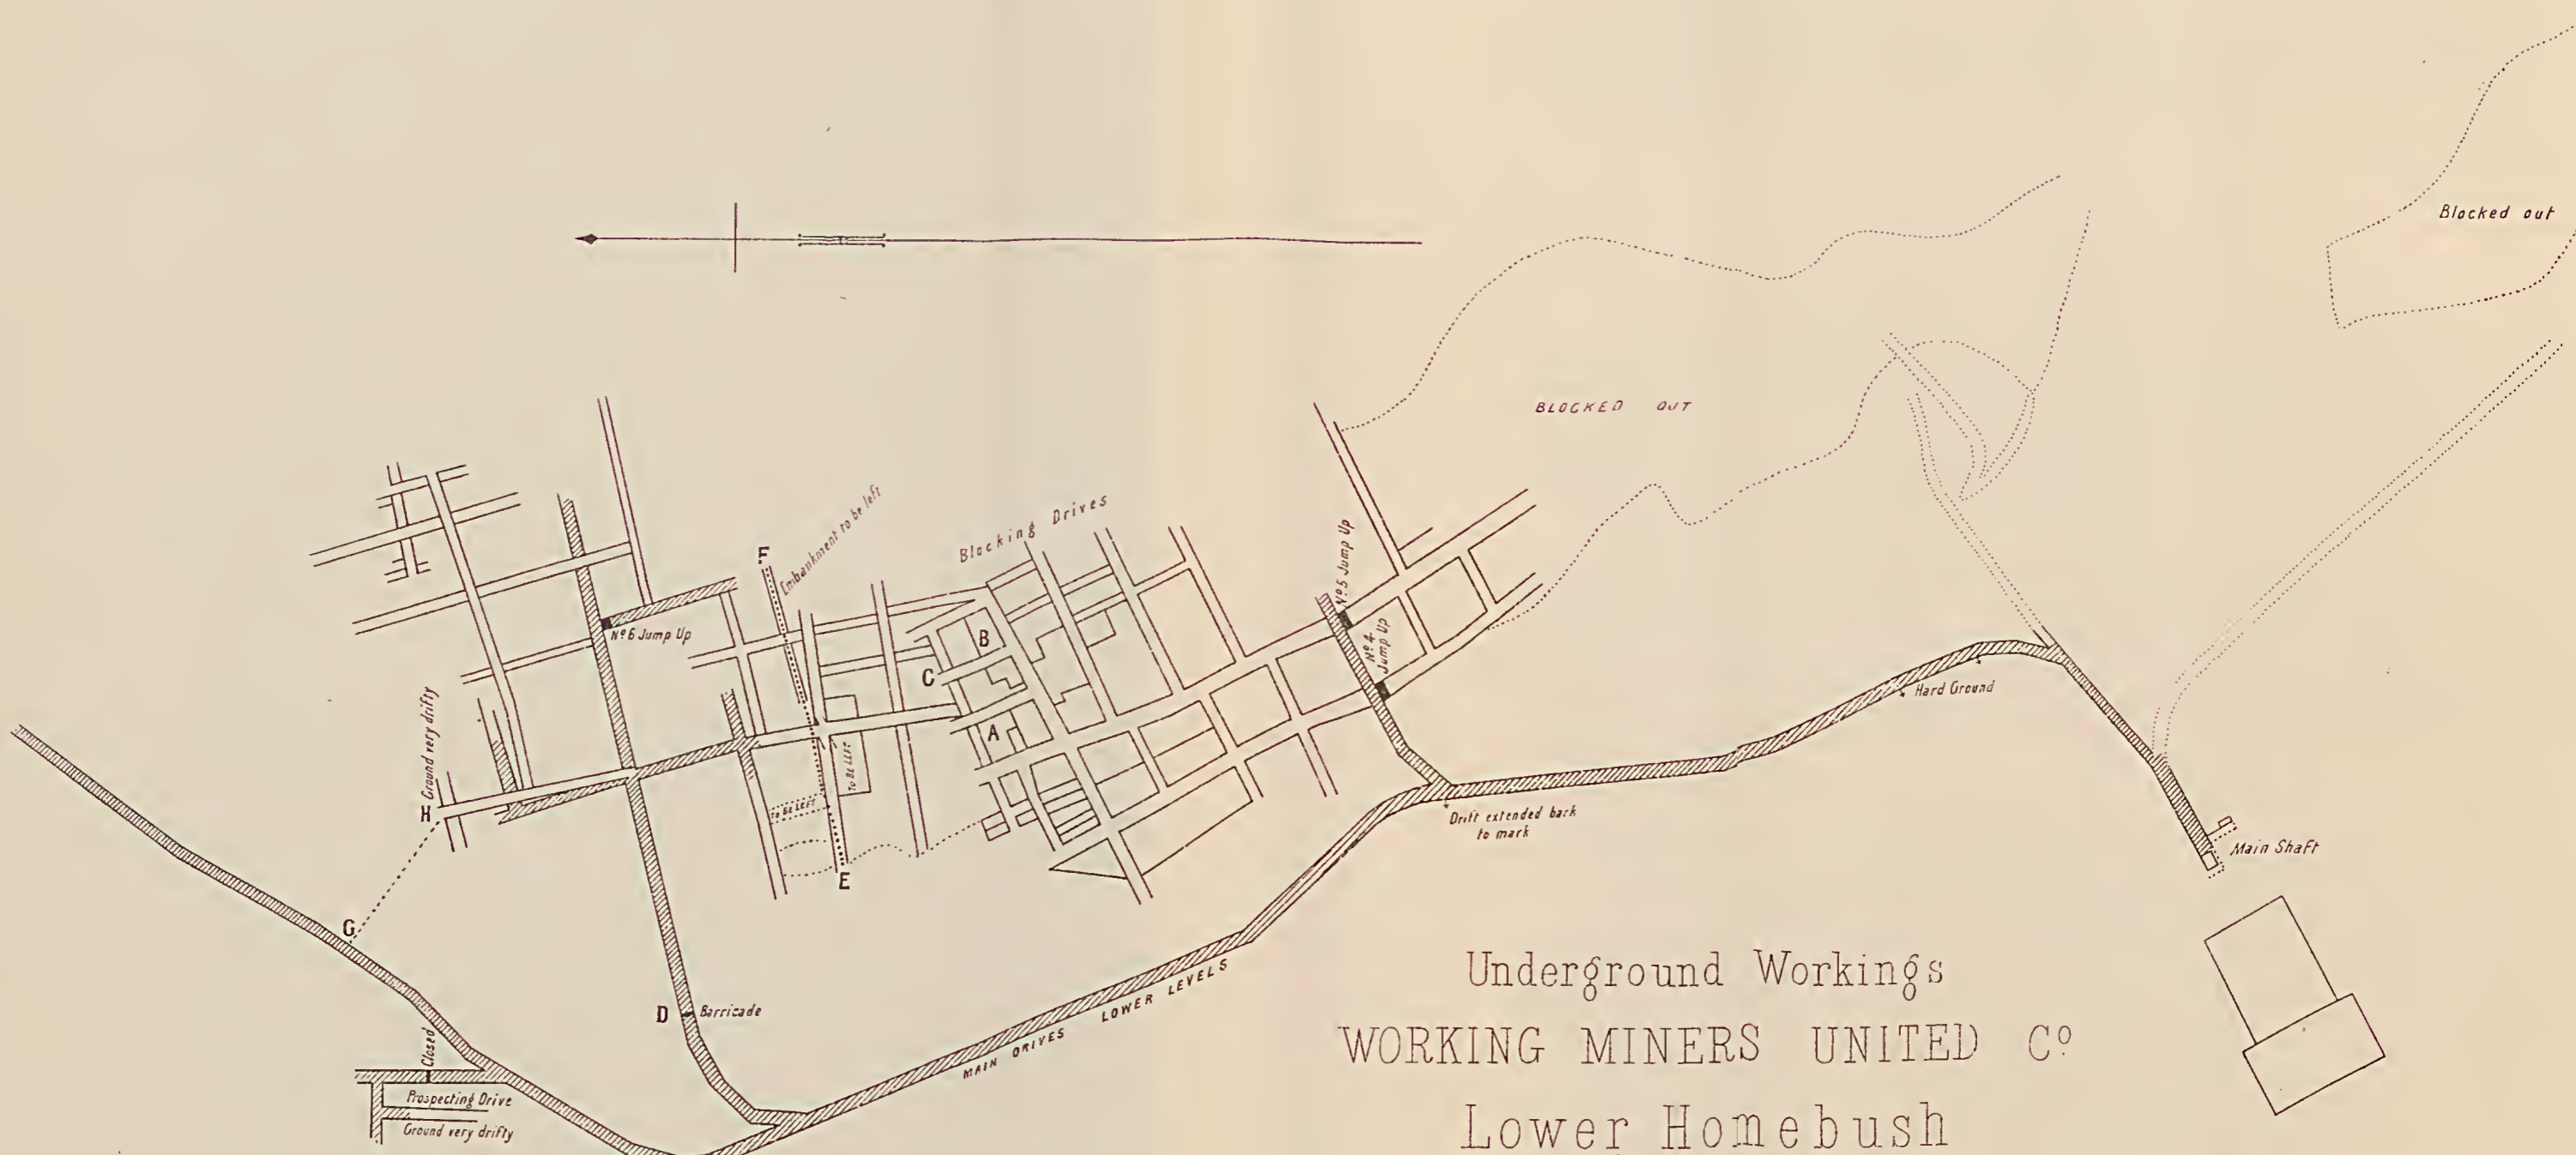 Blocked out
BLOCKED OUT
Embankment to be left
F
Blocking Drives
No 5 Jump Up
No 4
Jump Up
No 6 Jump Up
B
C
A
Hard Ground
Ground very drifty
H
TO BE LEFT
TO BE LEFT
Drift extended back
to mark
Main Shaft
E
G
D
Barricade
MAIN DRIVES LOWER LEVELS
Closed
Prospecting Drive
Ground very drifty
Underground Workings
WORKING MINERS UNITED Co
Lower Homebush